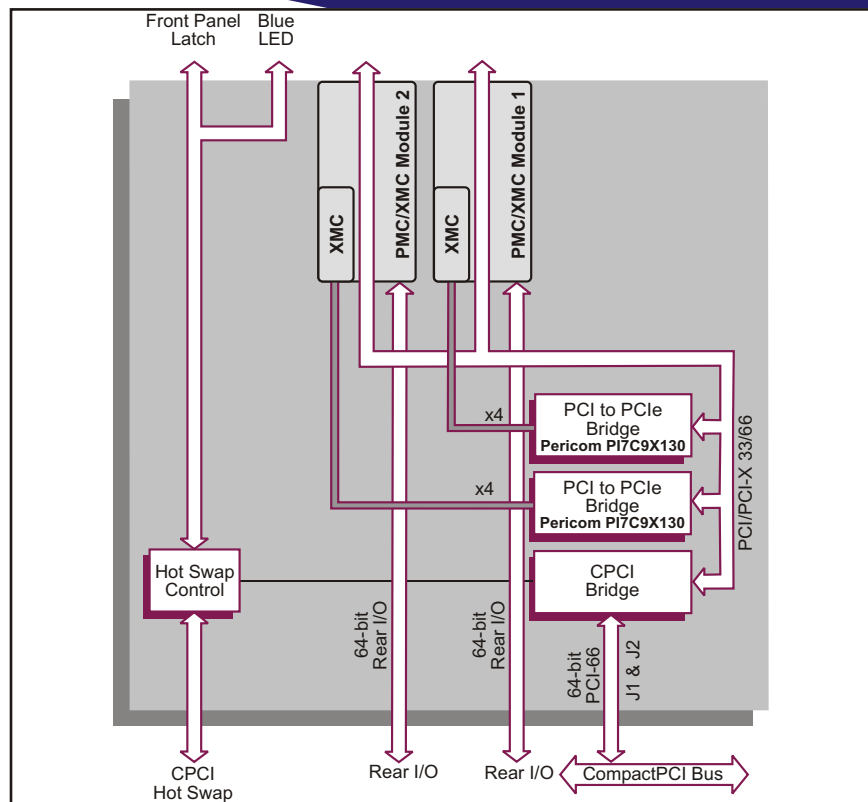 Front Panel
Latch
Blue
LED
XMC
PMC/XMC Module 2
XMC
PMC/XMC Module 1
x4
PCI to PCIe
Bridge
Pericom PI7C9X130
x4
PCI to PCIe
Bridge
Pericom PI7C9X130
PCI/PCI-X 33/66
Hot Swap
Control
CPCI
Bridge
64-bit
Rear I/O
64-bit
Rear I/O
64-bit
PCI-66
J1 & J2
CPCI
Hot Swap
Rear I/O
Rear I/O
CompactPCI Bus